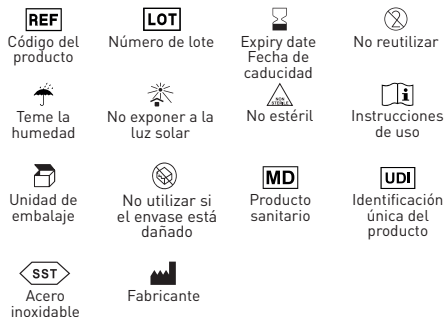 REF
Código del
producto
LOT
Número de lote
Expiry date
Fecha de
caducidad
2
No reutilizar
Teme la
humedad
No exponer a la
luz solar
NON
STERILE
No estéril
i
Instrucciones
de uso
Unidad de
embalaje
No utilizar si
el envase está
dañado
MD
Producto
sanitario
UDI
Identificación
única del
producto
SST
Acero
inoxidable
Fabricante